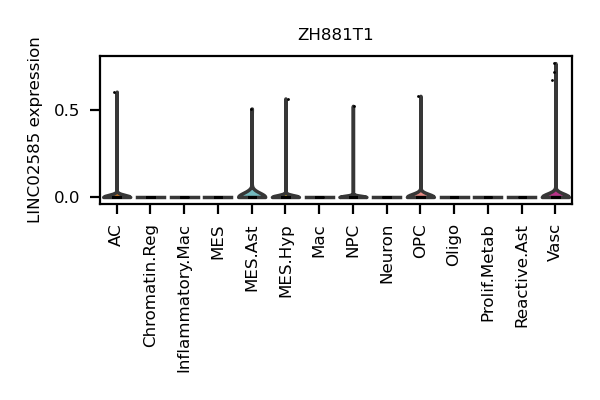 ZH881T1
LINC02585 expression
0.5
0.0
AC
Chromatin.Reg
Inflammatory.Mac
MES
MES.Ast
MES.Hyp
Mac
NPC
Neuron
OPC
Oligo
Prolif.Metab
Reactive.Ast
Vasc